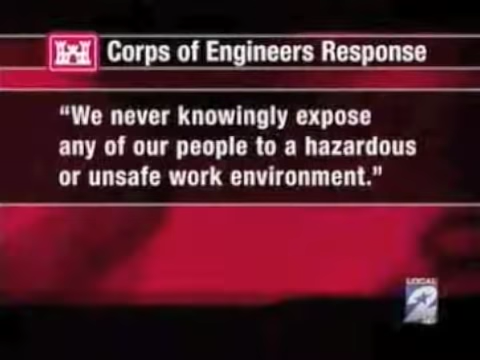 Corps of Engineers Response
“We never knowingly expose
any of our people to a hazardous
or unsafe work environment.”
LOCAL
2